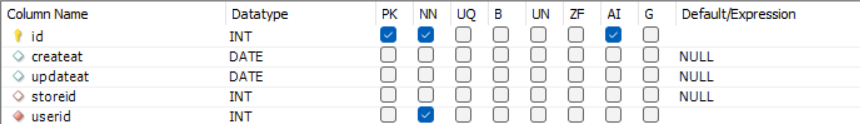 Column Name Datatype PK NN UQ B UN ZF AI G Default/Expression
id INT
createat DATE NULL
updateat DATE NULL
storeid INT NULL
userid INT